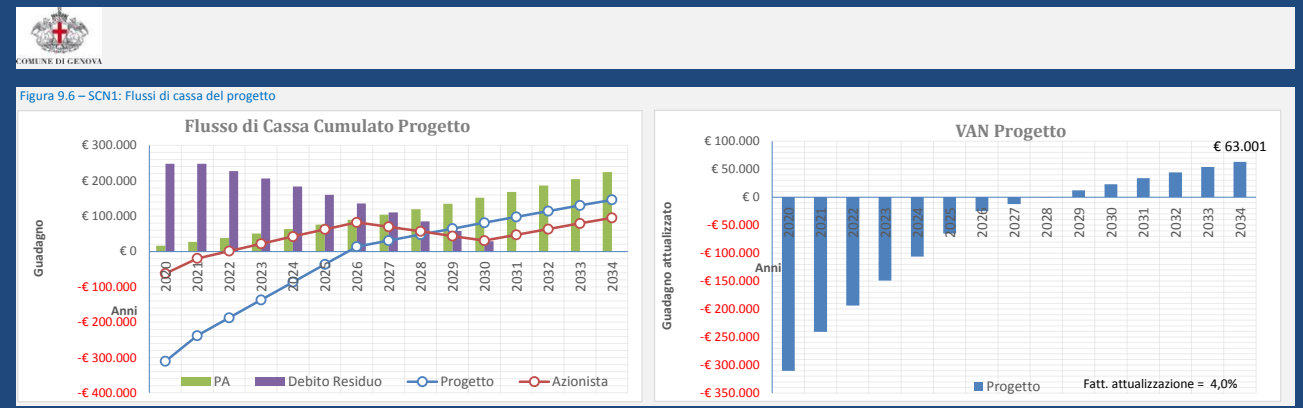 COMUNE DI GENOVA
Figura 9.6 – SCN1: Flussi di cassa del progetto
Flusso di Cassa Cumulato Progetto
Guadagno
€ 300.000
€ 200.000
€ 100.000
€ 0
-€ 100.000
-€ 200.000
-€ 300.000
-€ 400.000
2020 2021 2022 2023 2024 2025 2026 2027 2028 2029 2030 2031 2032 2033 2034
Anni
PA Debito Residuo Progetto Azionista
VAN Progetto
Guadagno attualizzato
€ 100.000
€ 50.000
€ 0
-€ 50.000
-€ 100.000
-€ 150.000
-€ 200.000
-€ 250.000
-€ 300.000
-€ 350.000
€ 63.001
2020 2021 2022 2023 2024 2025 2026 2027 2028 2029 2030 2031 2032 2033 2034
Anni
Progetto
Fatt. attualizzazione = 4,0%